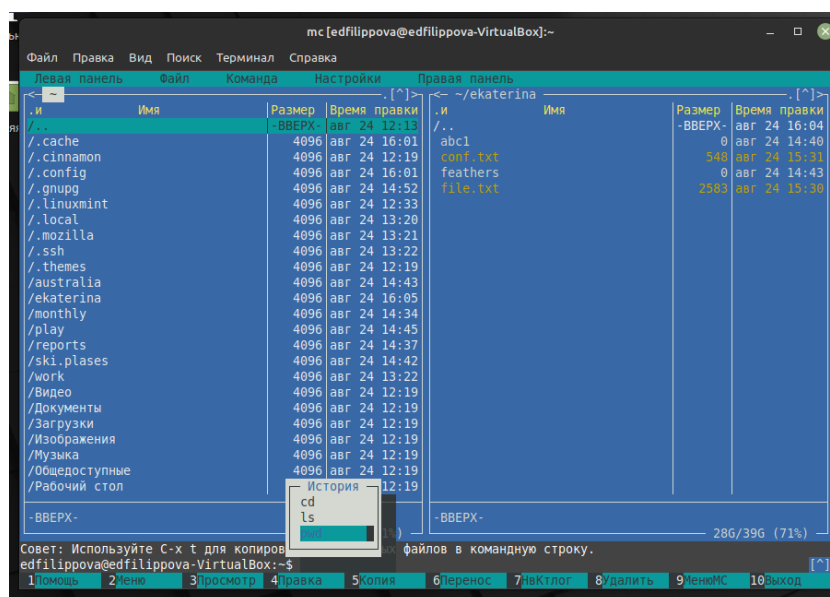 mc [edfilippova@edfilippova-VirtualBox]:~
Файл Правка Вид Поиск Терминал Справка
Левая панель Файл Команда Настройки Правая панель
<— ~ .[^]> <— ~/ekaterina .[^]>
.и Имя Размер Время правки .и Имя Размер Время правки
/.. -ВВЕРХ- авг 24 12:13 /.. -ВВЕРХ- авг 24 16:04
/.cache 4096 авг 24 16:01 abc1 0 авг 24 14:40
/.cinnamon 4096 авг 24 12:19 conf.txt 548 авг 24 15:31
/.config 4096 авг 24 16:01 feathers 0 авг 24 14:43
/.gnupg 4096 авг 24 14:52 file.txt 2583 авг 24 15:30
/.linuxmint 4096 авг 24 12:33
/.local 4096 авг 24 13:20
/.mozilla 4096 авг 24 13:21
/.ssh 4096 авг 24 13:22
/.themes 4096 авг 24 12:19
/australia 4096 авг 24 14:43
/ekaterina 4096 авг 24 16:05
/monthly 4096 авг 24 14:34
/play 4096 авг 24 14:45
/reports 4096 авг 24 14:37
/ski.plases 4096 авг 24 14:42
/work 4096 авг 24 13:22
/Видео 4096 авг 24 12:19
/Документы 4096 авг 24 12:19
/Загрузки 4096 авг 24 12:19
/Изображения 4096 авг 24 12:19
/Музыка 4096 авг 24 12:19
/Общедоступные 4096 авг 24 12:19
/Рабочий стол 12:19
История
cd
ls
pwd
-ВВЕРХ- -ВВЕРХ-
1%) 28G/39G (71%)
Совет: Используйте C-x t для копиров ых файлов в командную строку.
edfilippova@edfilippova-VirtualBox:~$ [^]
1Помощь 2Меню 3Просмотр 4Правка 5Копия 6Перенос 7НвКтлог 8Удалить 9МенюMC 10Выход